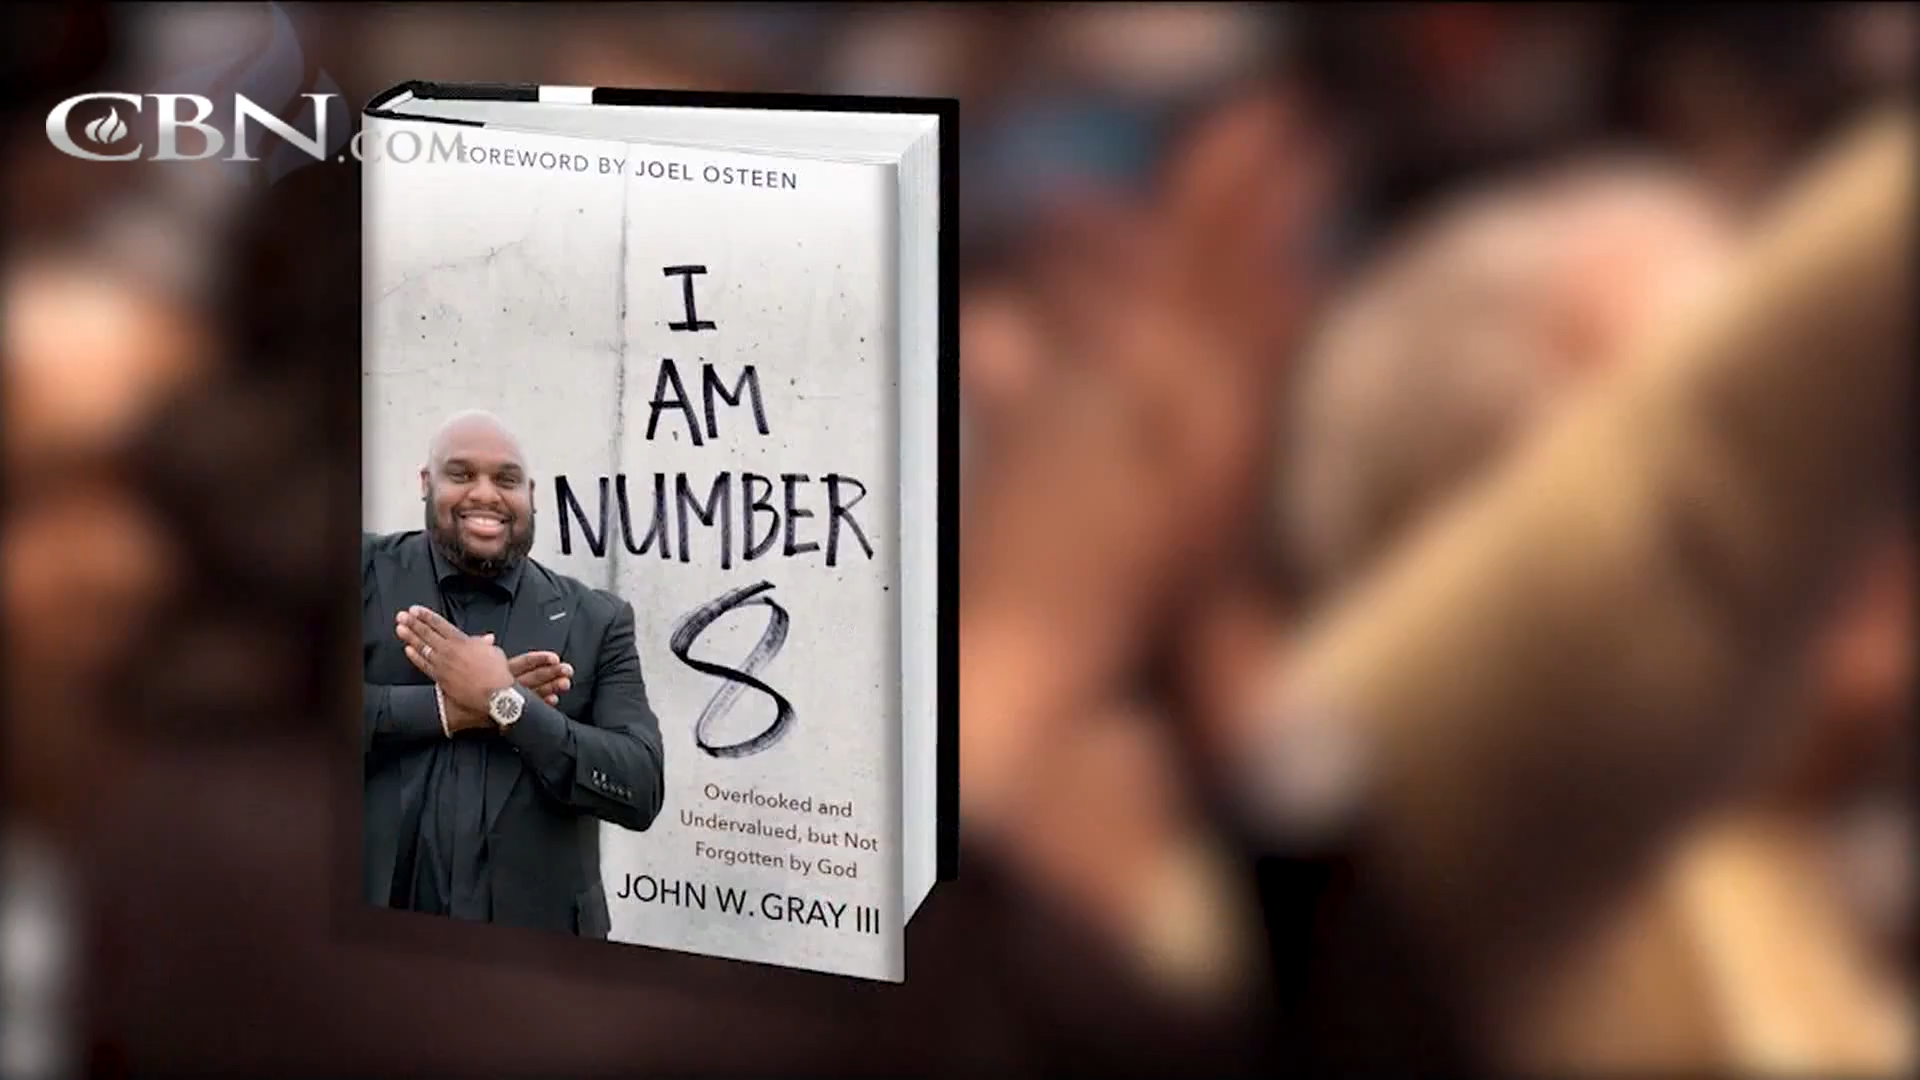 CBN.COM
FOREWORD BY JOEL OSTEEN
I
AM
NUMBER
8
Overlooked and
Undervalued, but Not
Forgotten by God
JOHN W. GRAY III